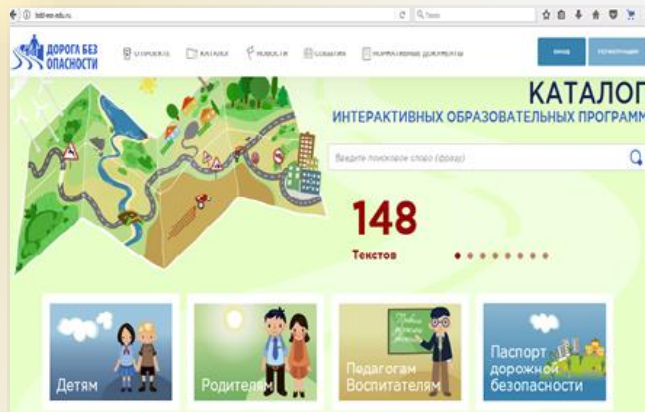 ДОРОГА БЕЗ
ОПАСНОСТИ
О ПРОЕКТЕ
КАТАЛОГ
НОВОСТИ
СОБЫТИЯ
НОРМАТИВНЫЕ ДОКУМЕНТЫ
ВХОД
РЕГИСТРАЦИЯ
КАТАЛОГ
ИНТЕРАКТИВНЫХ ОБРАЗОВАТЕЛЬНЫХ ПРОГРАММ
Введите поисковое слово (фразу)
148
Текстов
Детям
Родителям
Педагогам
Воспитателям
Паспорт
дорожной
безопасности